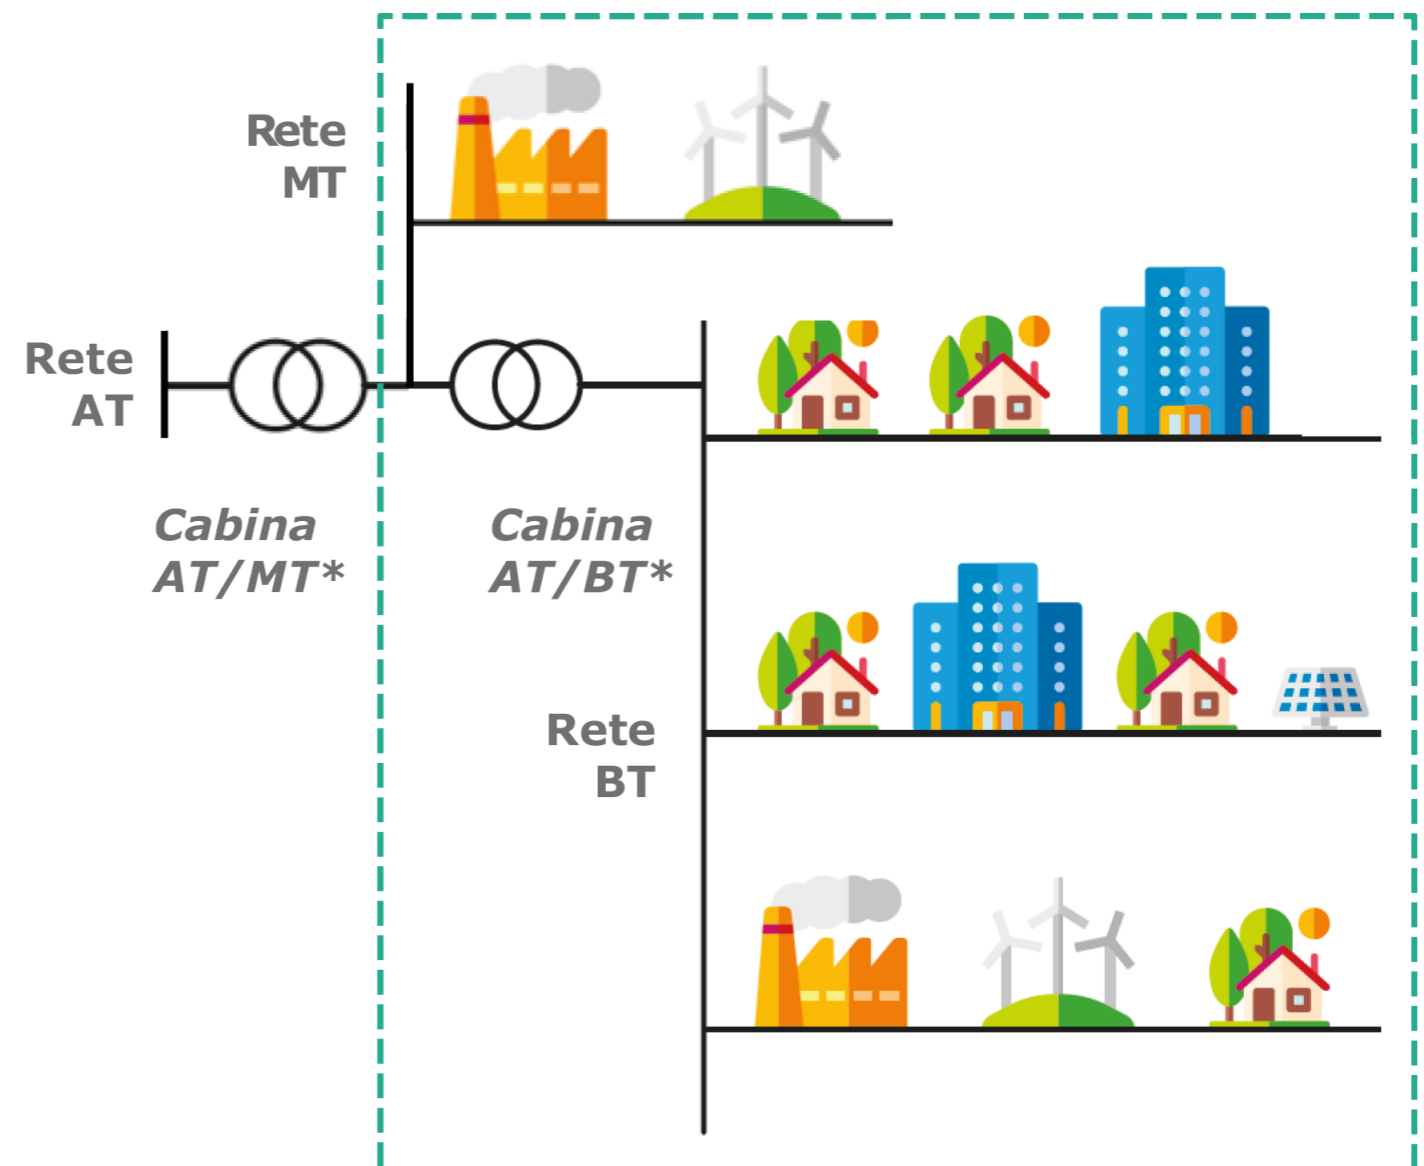 Rete
MT
Rete
AT
Cabina
AT/MT*
Cabina
AT/BT*
Rete
BT